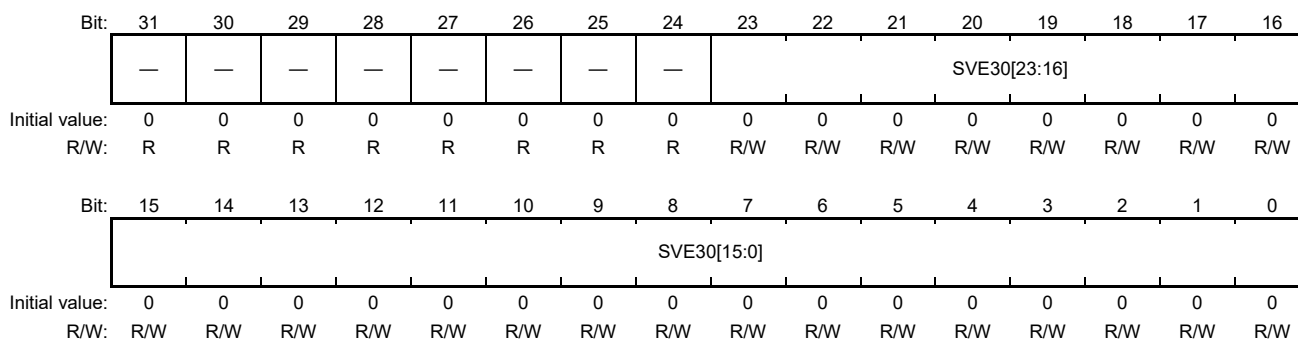 Bit: 31 30 29 28 27 26 25 24 23 22 21 20 19 18 17 16
— — — — — — — — SVE30[23:16]
Initial value: 0 0 0 0 0 0 0 0 0 0 0 0 0 0 0 0
R/W: R R R R R R R R R/W R/W R/W R/W R/W R/W R/W R/W
Bit: 15 14 13 12 11 10 9 8 7 6 5 4 3 2 1 0
SVE30[15:0]
Initial value: 0 0 0 0 0 0 0 0 0 0 0 0 0 0 0 0
R/W: R/W R/W R/W R/W R/W R/W R/W R/W R/W R/W R/W R/W R/W R/W R/W R/W